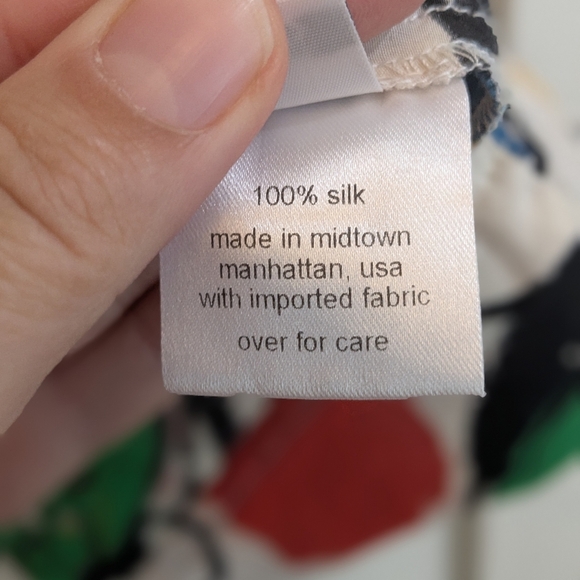 100% silk
made in midtown
manhattan, usa
with imported fabric
over for care